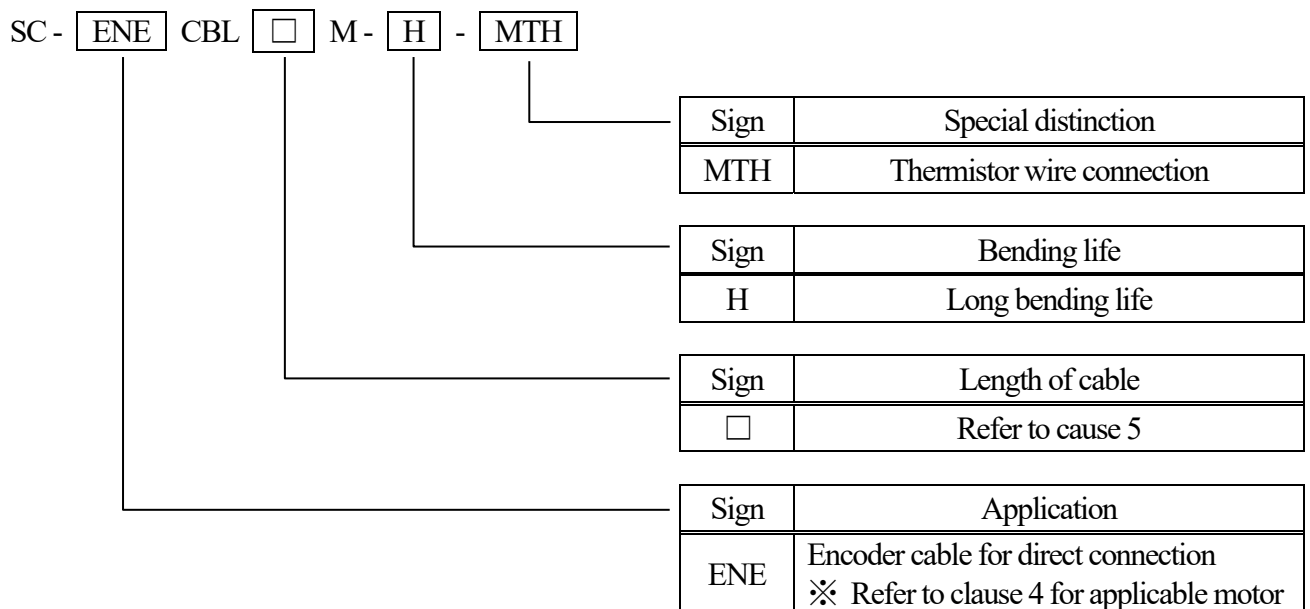 SC - ENE CBL □ M - H - MTH
Sign Special distinction
MTH Thermistor wire connection
Sign Bending life
H Long bending life
Sign Length of cable
□ Refer to cause 5
Sign Application
ENE Encoder cable for direct connection
※ Refer to clause 4 for applicable motor